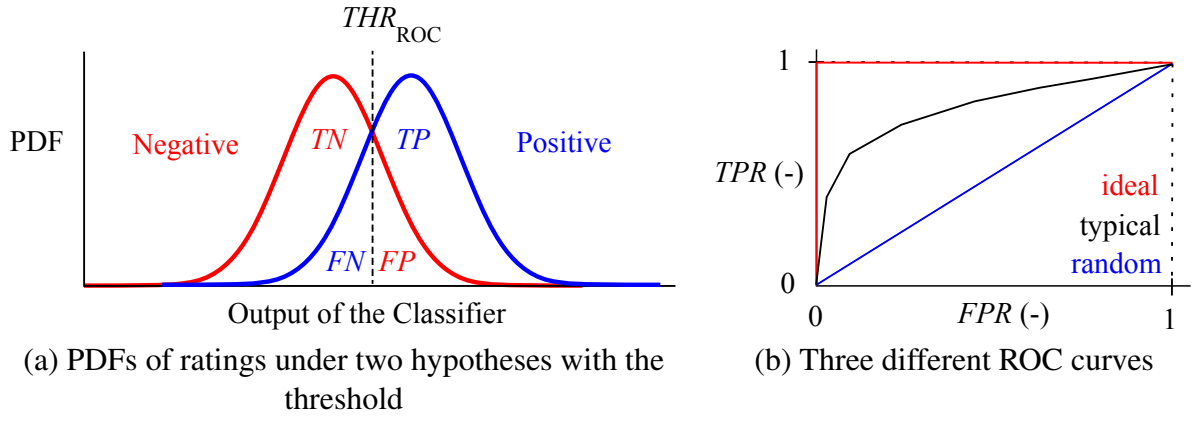 THR_ROC
PDF
Negative
TN
TP
Positive
FN
FP
Output of the Classifier
(a) PDFs of ratings under two hypotheses with the
threshold
1
TPR (-)
ideal
typical
random
0
0
FPR (-)
1
(b) Three different ROC curves